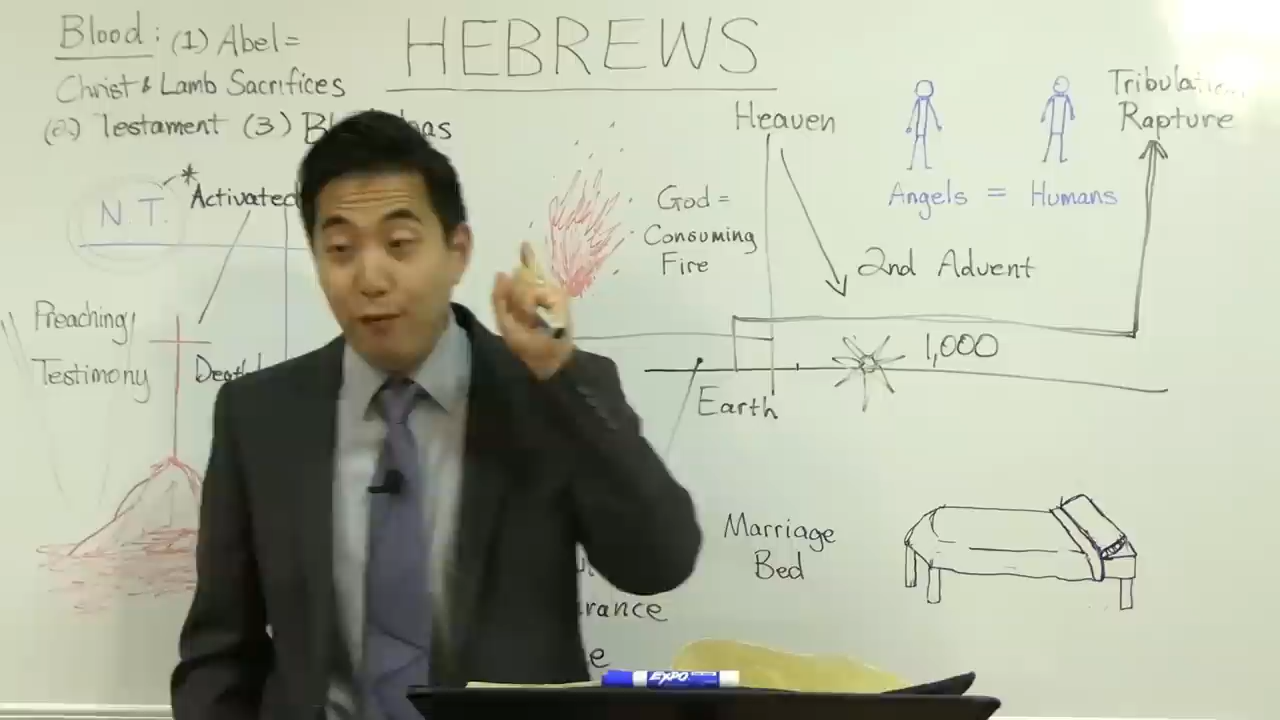 HEBREWS
Blood: (1) Abel =
Christ & Lamb Sacrifices
(2) Testament (3)
N.T.
* Activated
Preaching
Testimony
God =
Consuming
Fire
Heaven
Angels = Humans
Rapture
2nd Advent
1,000
Earth
Marriage
Bed
EXPO